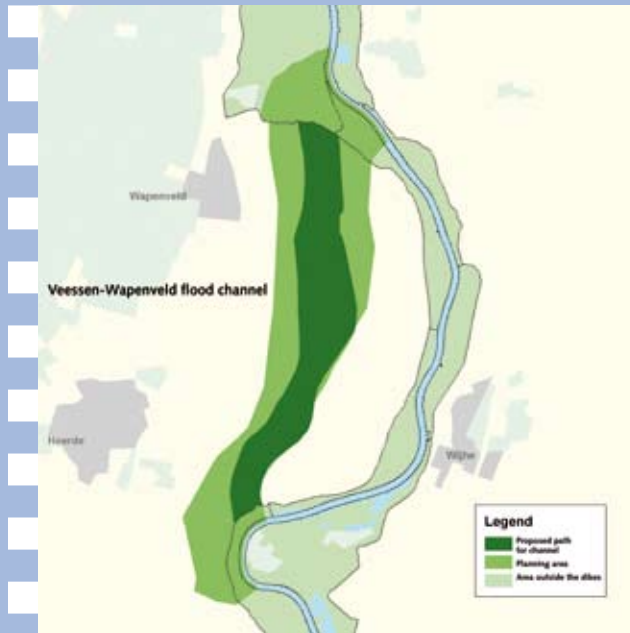 Wapenveld
Veessen-Wapenveld flood channel
Heerde
Wijhe
Legend
Proposed path
for channel
Planning area
Area outside the dikes